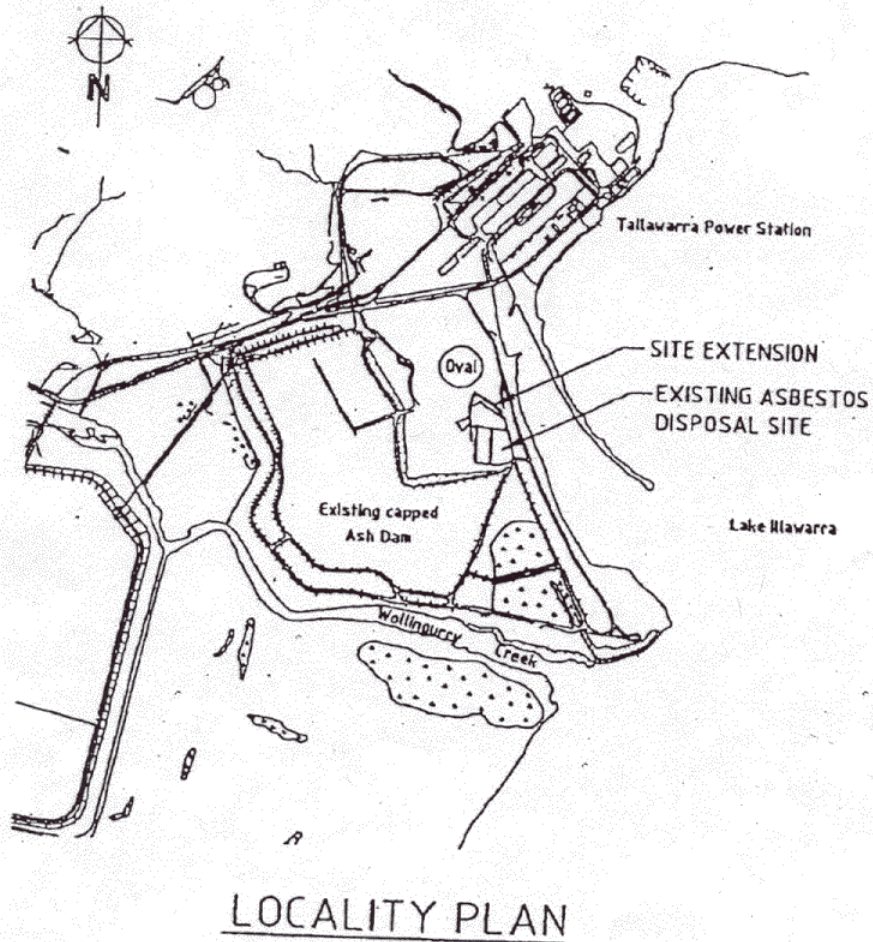 N
Tallawarra Power Station
SITE EXTENSION
Oval
EXISTING ASBESTOS
DISPOSAL SITE
Existing capped
Ash Dam
Lake Illawarra
Wollingurry
Creek
LOCALITY PLAN